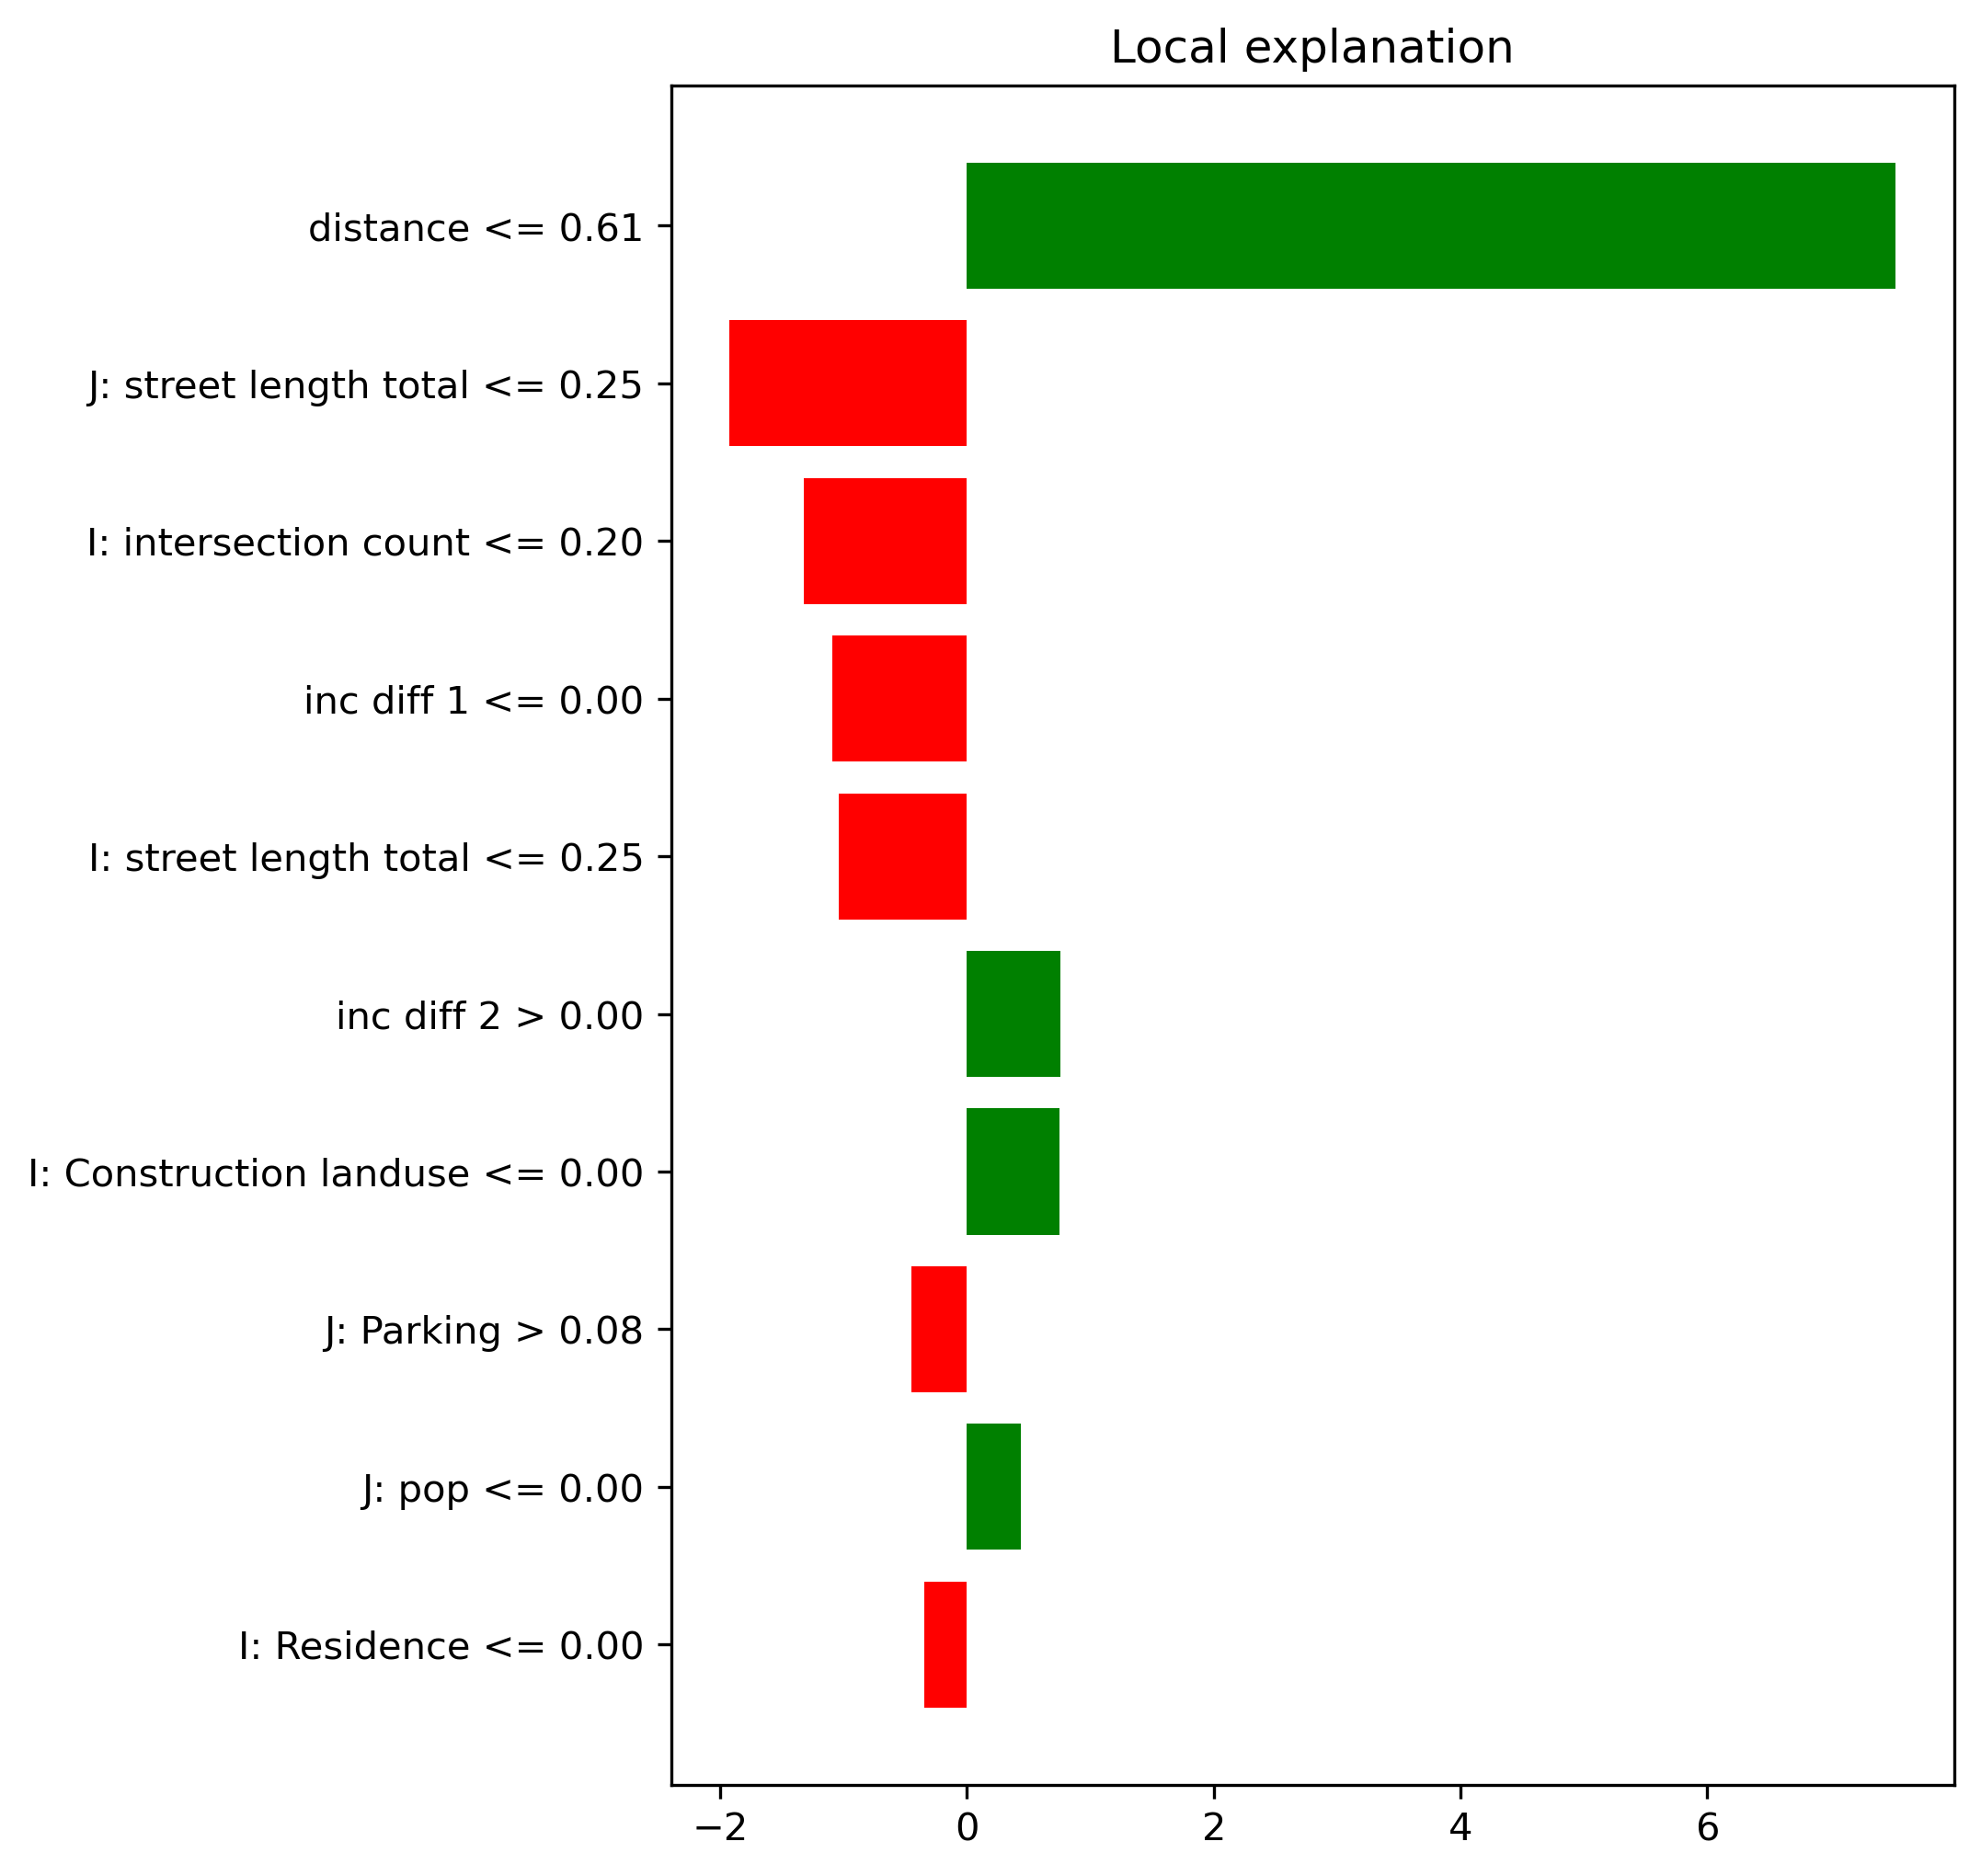 Local explanation
distance <= 0.61
J: street length total <= 0.25
I: intersection count <= 0.20
inc diff 1 <= 0.00
I: street length total <= 0.25
inc diff 2 > 0.00
I: Construction landuse <= 0.00
J: Parking > 0.08
J: pop <= 0.00
I: Residence <= 0.00
−2 0 2 4 6